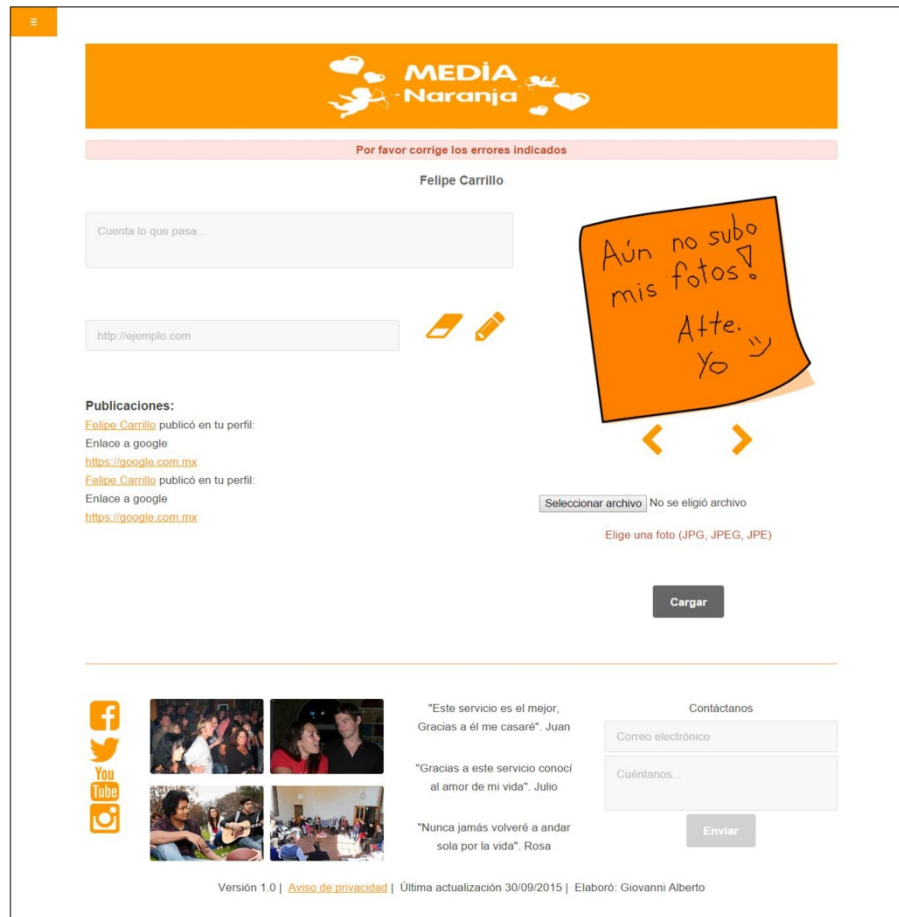 MEDİA
Naranja
Por favor corrige los errores indicados
Felipe Carrillo
Cuenta lo que pasa...
http://ejemplo.com
Aún no subo
mis fotos!
Atte.
Yo
Publicaciones:
Felipe Carrillo publicó en tu perfil:
Enlace a google
https://google.com.mx
Felipe Carrillo publicó en tu perfil:
Enlace a google
https://google.com.mx
Seleccionar archivo No se eligió archivo
Elige una foto (JPG, JPEG, JPE)
Cargar
You
Tube
"Este servicio es el mejor,
Gracias a él me casaré". Juan
"Gracias a este servicio conocí
al amor de mi vida". Julio
"Nunca jamás volveré a andar
sola por la vida". Rosa
Contáctanos
Correo electrónico
Cuéntanos...
Enviar
Versión 1.0 | Aviso de privacidad | Última actualización 30/09/2015 | Elaboró: Giovanni Alberto